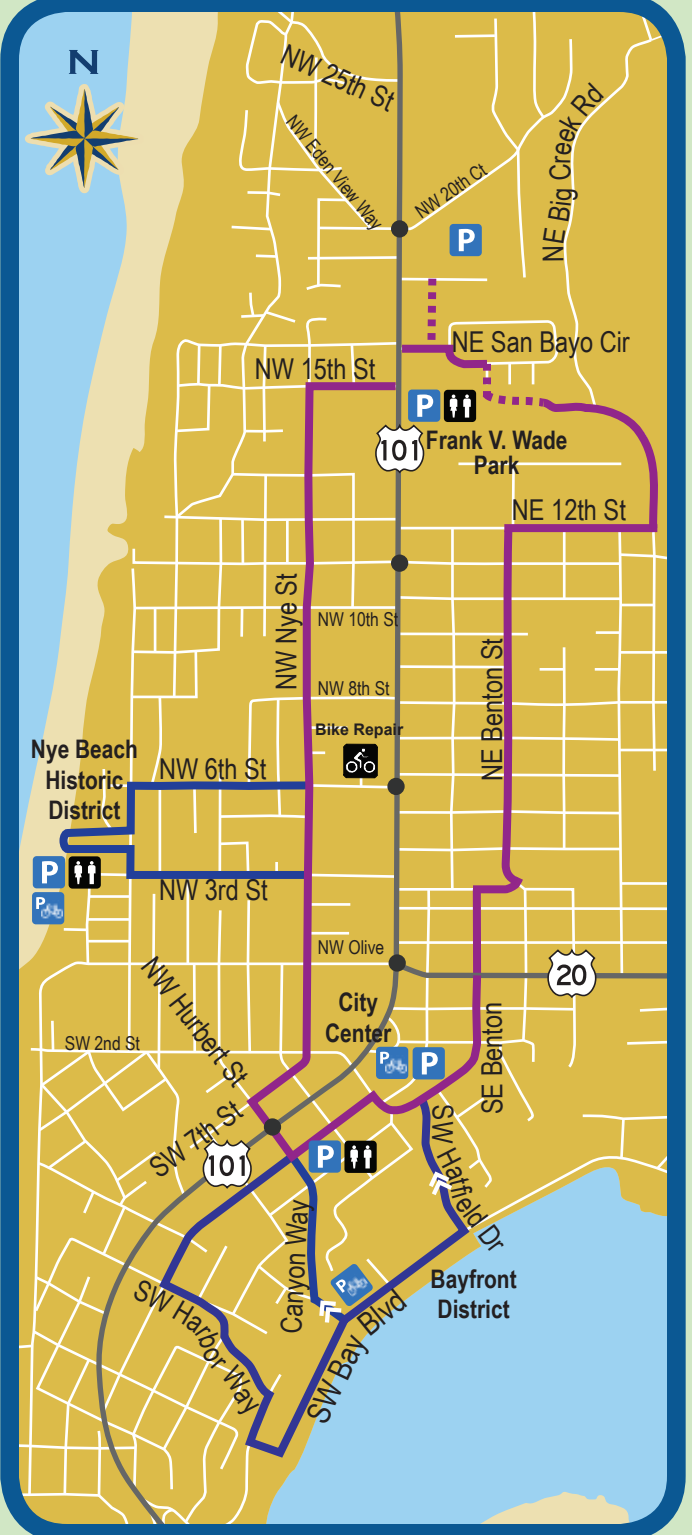 N
NW 25th St
NW Eden View Way
NW 20th Ct
NE Big Creek Rd
P
NE San Bayo Cir
NW 15th St
P
101
Frank V. Wade
Park
NE 12th St
NW Nye St
NW 10th St
NE Benton St
NW 8th St
Bike Repair
Nye Beach
Historic
District
NW 6th St
P
NW 3rd St
P
NW Olive
20
City
Center
NW Hurbert St
SW 2nd St
P
P
SE Benton
SW 7th St
101
P
SW Hatfield Dr
Canyon Way
P
Bayfront
District
SW Harbor Way
SW Bay Blvd